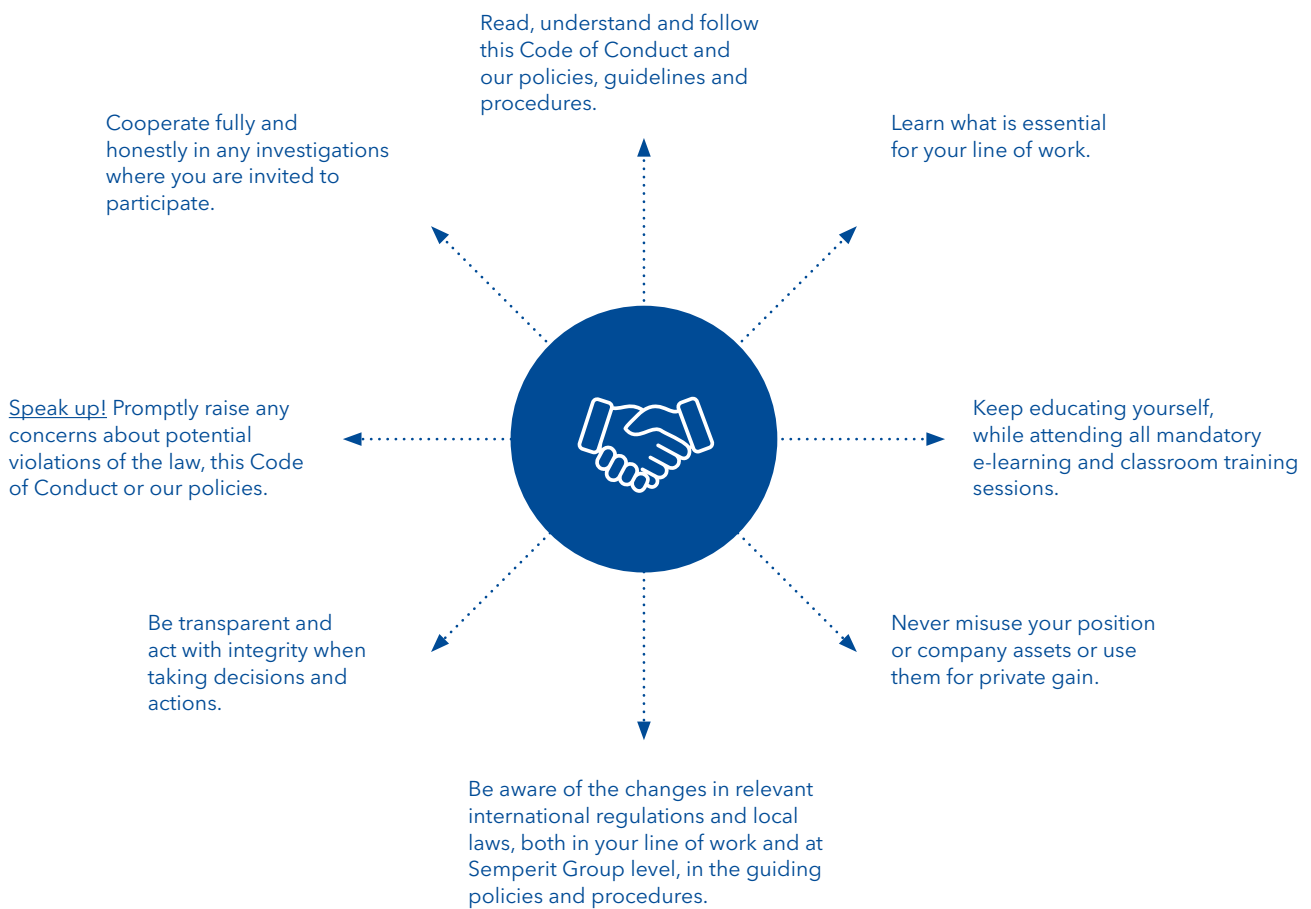 Read, understand and follow
this Code of Conduct and
our policies, guidelines and
procedures.
Learn what is essential
for your line of work.
Keep educating yourself,
while attending all mandatory
e-learning and classroom training
sessions.
Never misuse your position
or company assets or use
them for private gain.
Be aware of the changes in relevant
international regulations and local
laws, both in your line of work and at
Semperit Group level, in the guiding
policies and procedures.
Be transparent and
act with integrity when
taking decisions and
actions.
Speak up! Promptly raise any
concerns about potential
violations of the law, this Code
of Conduct or our policies.
Cooperate fully and
honestly in any investigations
where you are invited to
participate.